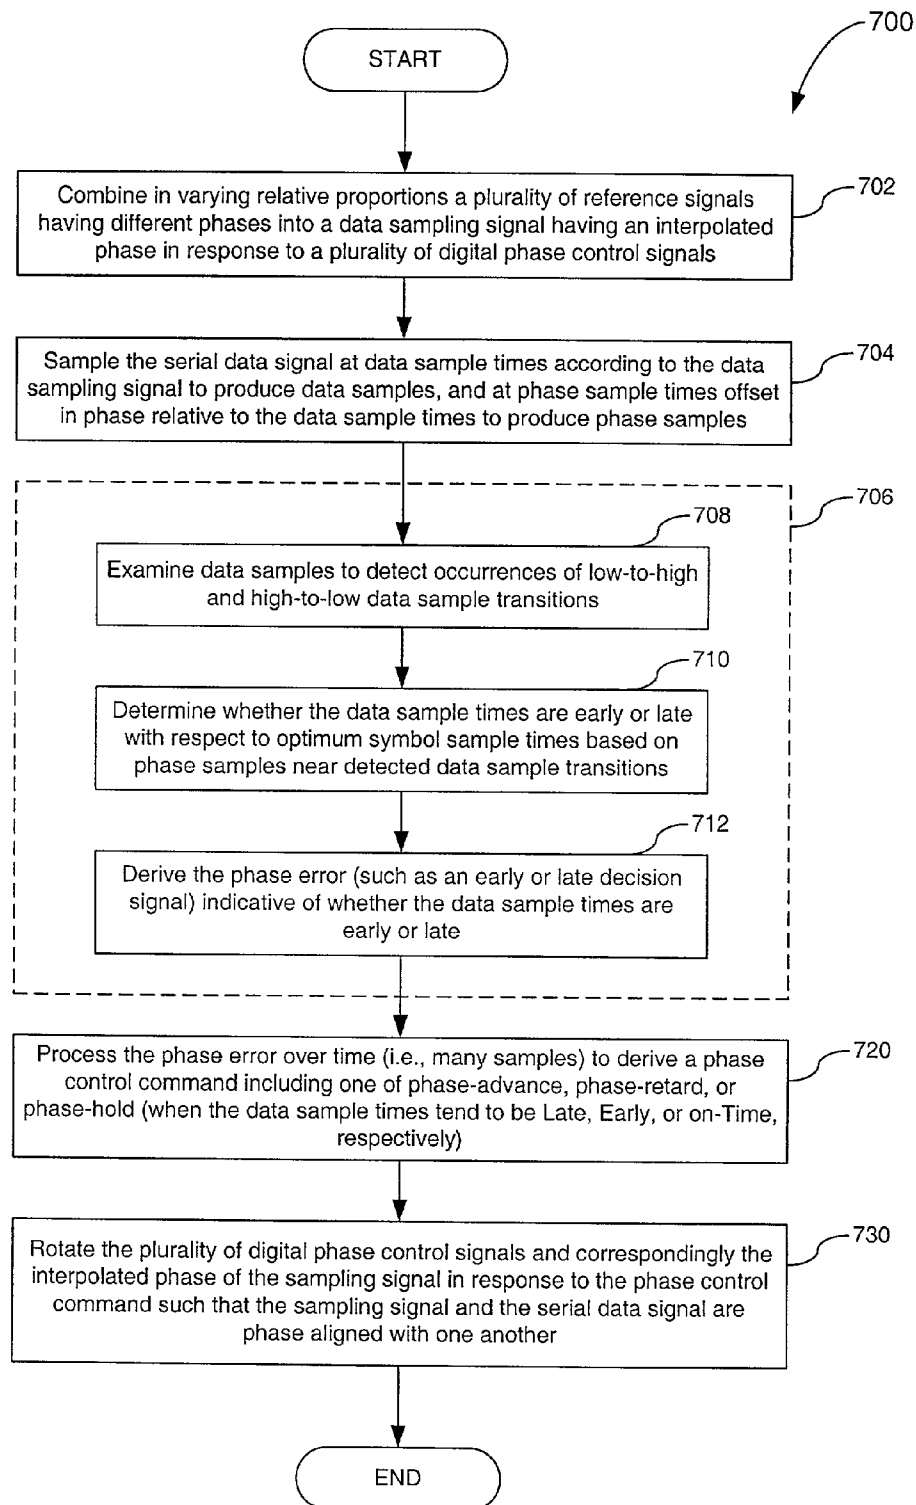 700
START
702
Combine in varying relative proportions a plurality of reference signals
having different phases into a data sampling signal having an interpolated
phase in response to a plurality of digital phase control signals
704
Sample the serial data signal at data sample times according to the data
sampling signal to produce data samples, and at phase sample times offset
in phase relative to the data sample times to produce phase samples
706
708
Examine data samples to detect occurrences of low-to-high
and high-to-low data sample transitions
710
Determine whether the data sample times are early or late
with respect to optimum symbol sample times based on
phase samples near detected data sample transitions
712
Derive the phase error (such as an early or late decision
signal) indicative of whether the data sample times are
early or late
720
Process the phase error over time (i.e., many samples) to derive a phase
control command including one of phase-advance, phase-retard, or
phase-hold (when the data sample times tend to be Late, Early, or on-Time,
respectively)
730
Rotate the plurality of digital phase control signals and correspondingly the
interpolated phase of the sampling signal in response to the phase control
command such that the sampling signal and the serial data signal are
phase aligned with one another
END